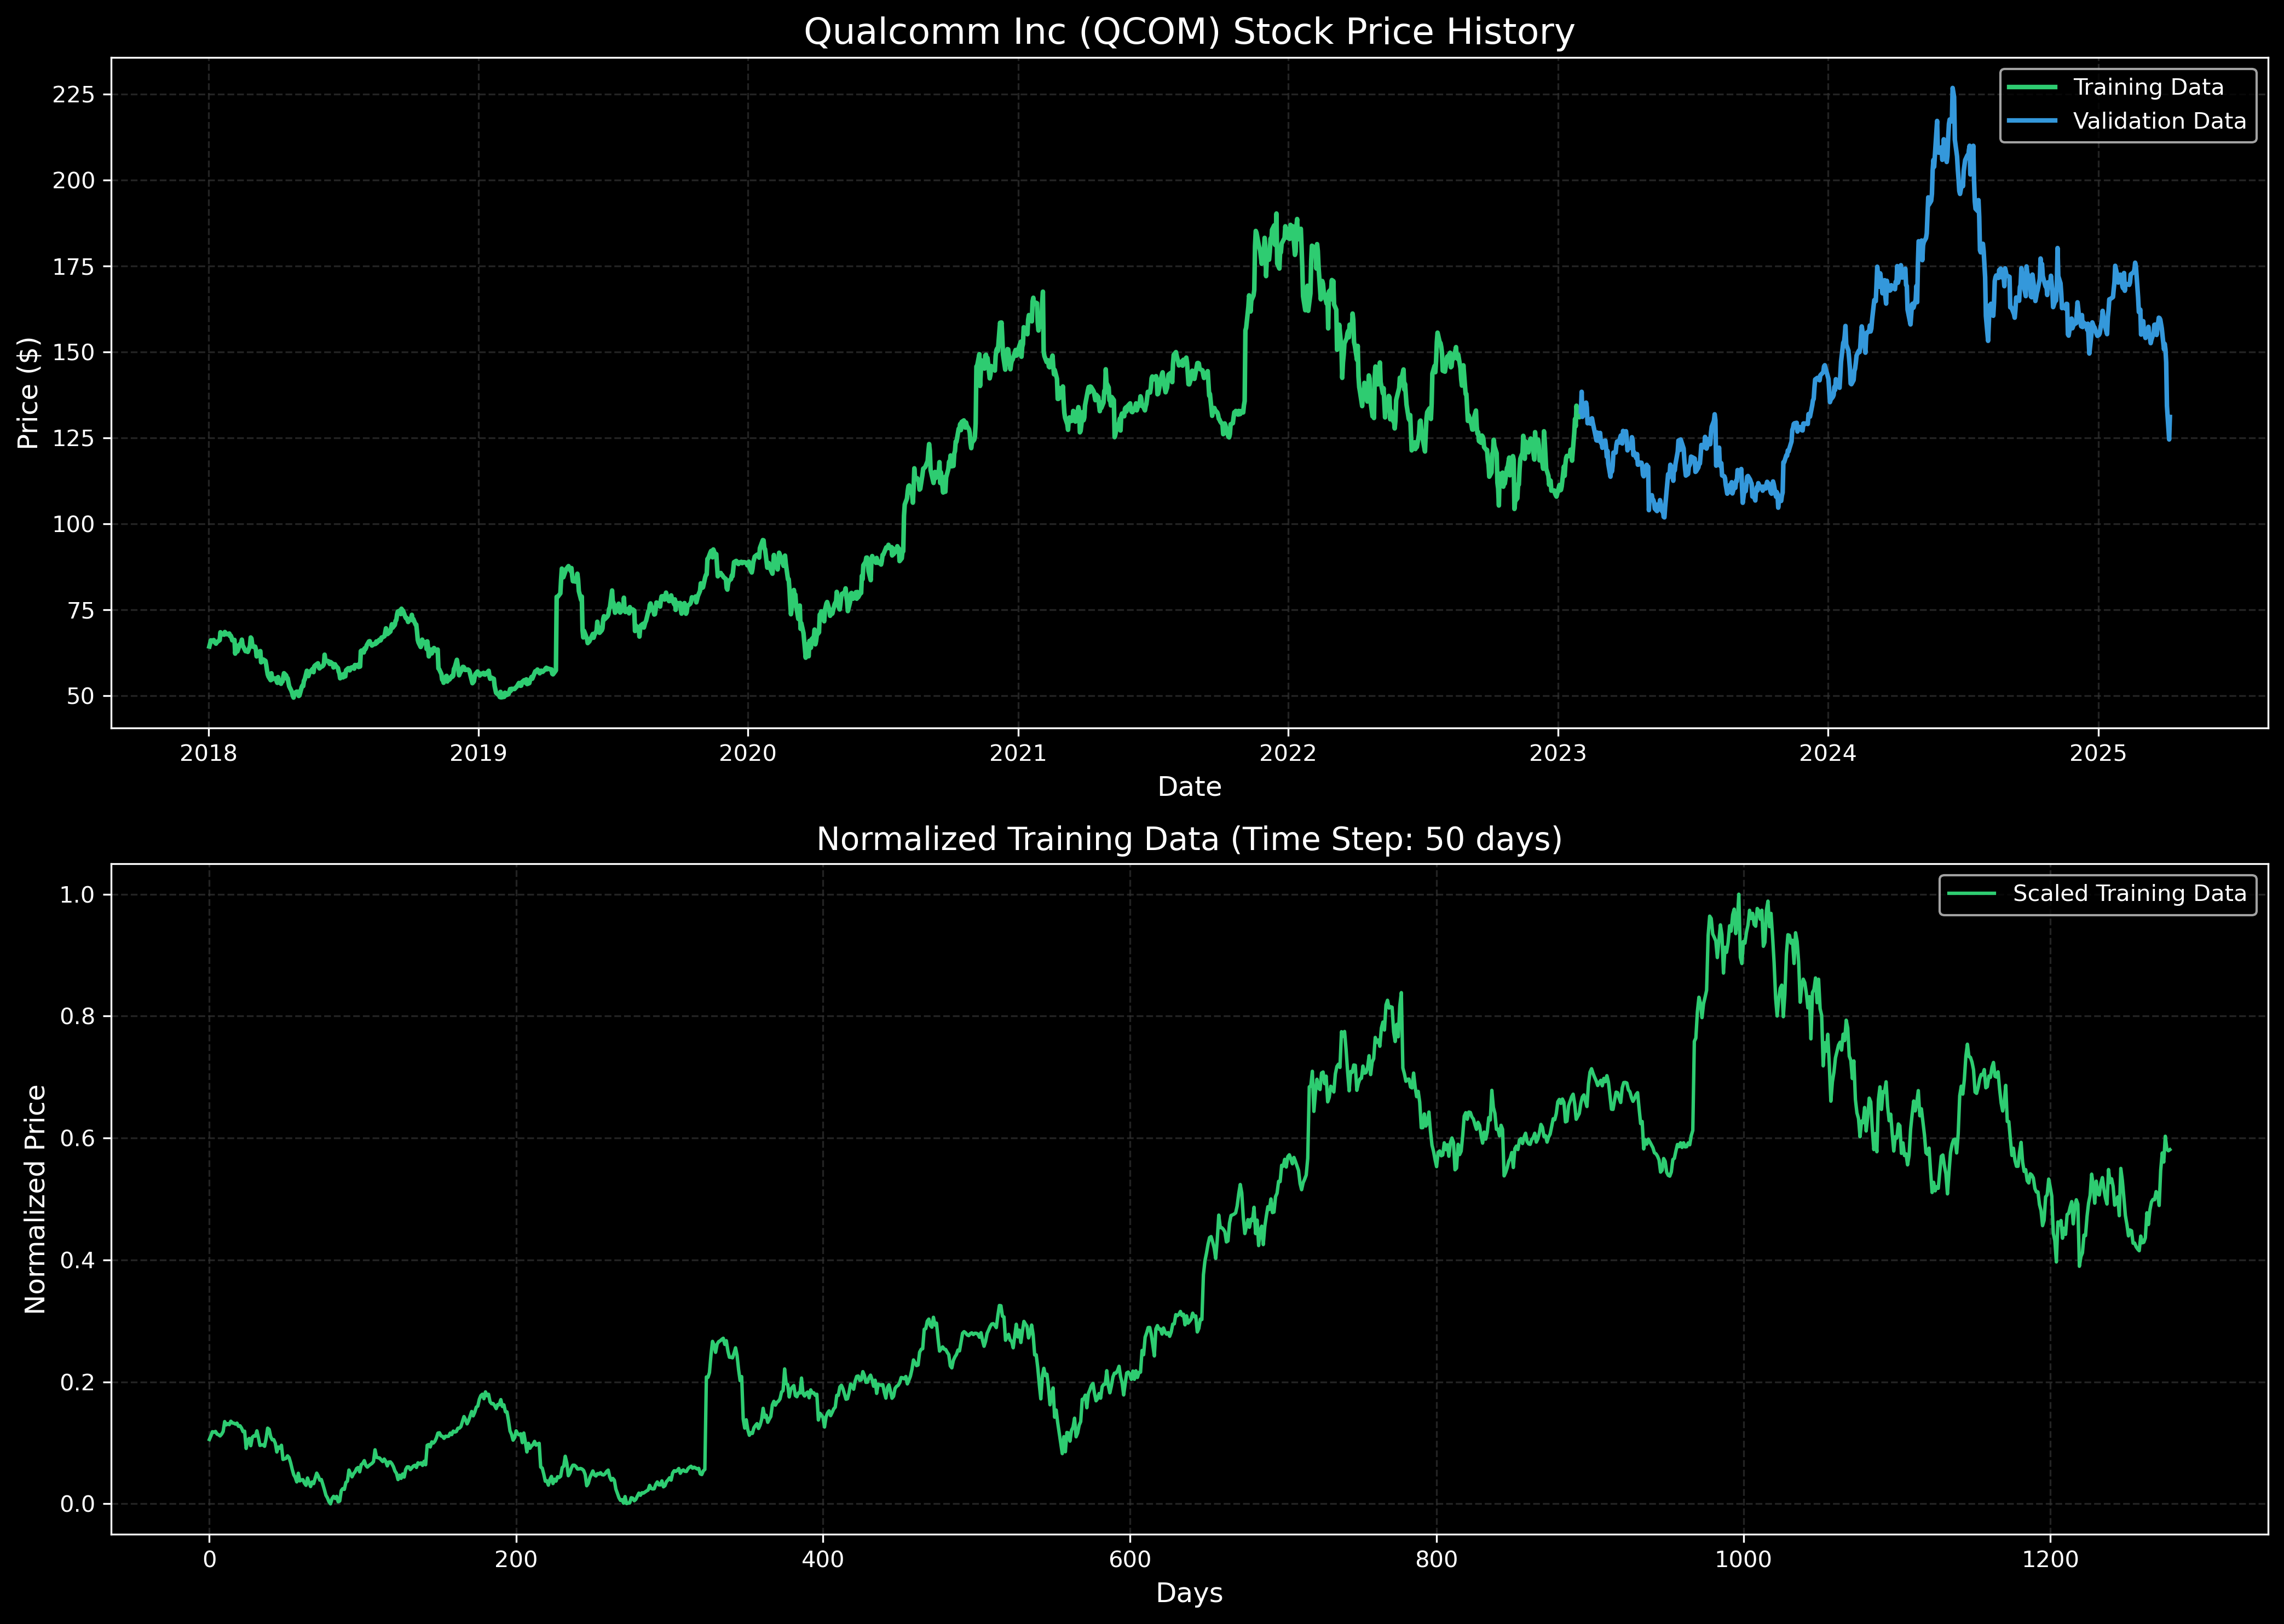 Qualcomm Inc (QCOM) Stock Price History
Training Data
Validation Data
225
200
175
150
125
100
75
50
Price ($)
2018 2019 2020 2021 2022 2023 2024 2025
Date
Normalized Training Data (Time Step: 50 days)
Scaled Training Data
1.0
0.8
0.6
0.4
0.2
0.0
Normalized Price
0 200 400 600 800 1000 1200
Days